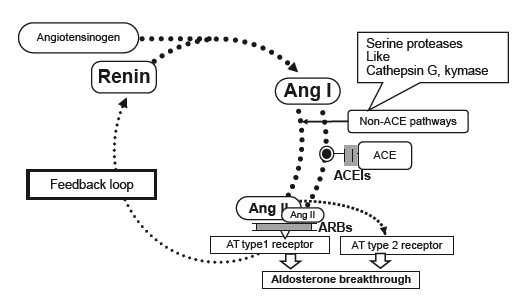 Angiotensinogen
Renin
Serine proteases
Like
Cathepsin G, kymase
Ang I
Non-ACE pathways
ACE
ACEIs
Feedback loop
Ang II
Ang II
ARBs
AT type1 receptor
AT type 2 receptor
Aldosterone breakthrough